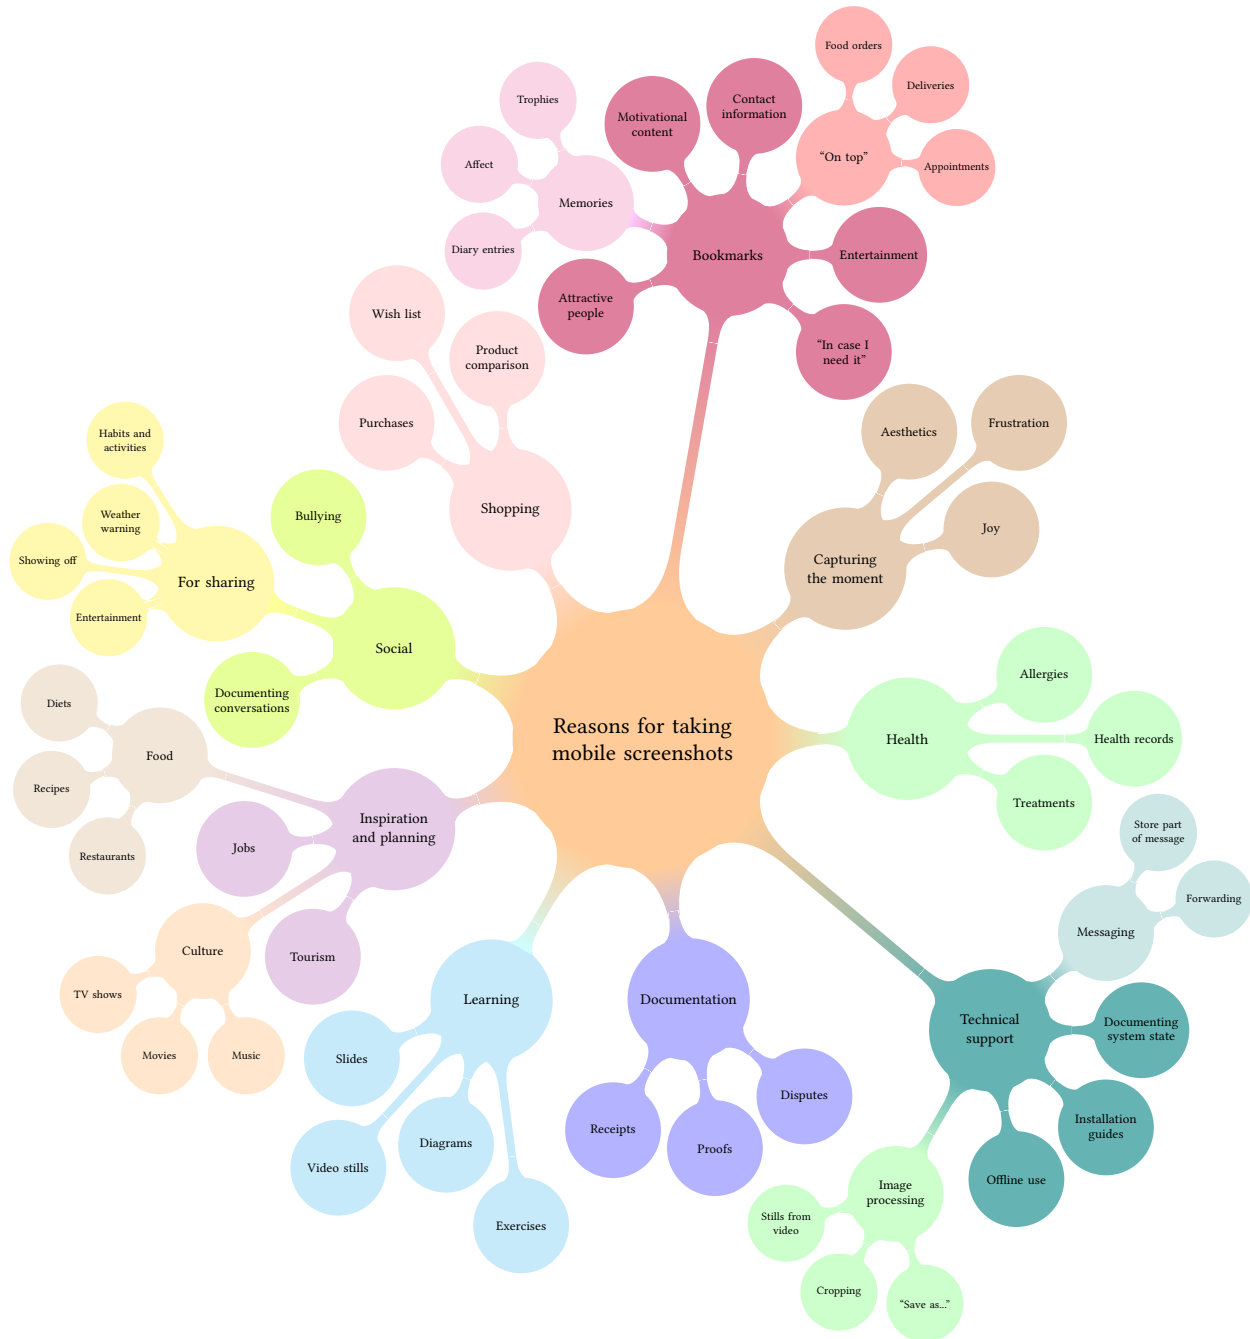 Reasons for taking
mobile screenshots
Bookmarks
Memories
Trophies
Affect
Diary entries
Attractive
people
Motivational
content
Contact
information
“On top”
Food orders
Deliveries
Appointments
Entertainment
“In case I
need it”
Capturing
the moment
Aesthetics
Frustration
Joy
Health
Allergies
Health records
Treatments
Technical
support
Messaging
Store part
of message
Forwarding
Documenting
system state
Installation
guides
Offline use
Image
processing
Stills from
video
Cropping
“Save as...”
Documentation
Receipts
Proofs
Disputes
Learning
Slides
Video stills
Diagrams
Exercises
Inspiration
and planning
Food
Diets
Recipes
Restaurants
Jobs
Culture
TV shows
Movies
Music
Tourism
Social
Bullying
For sharing
Habits and
activities
Weather
warning
Showing off
Entertainment
Documenting
conversations
Shopping
Wish list
Product
comparison
Purchases